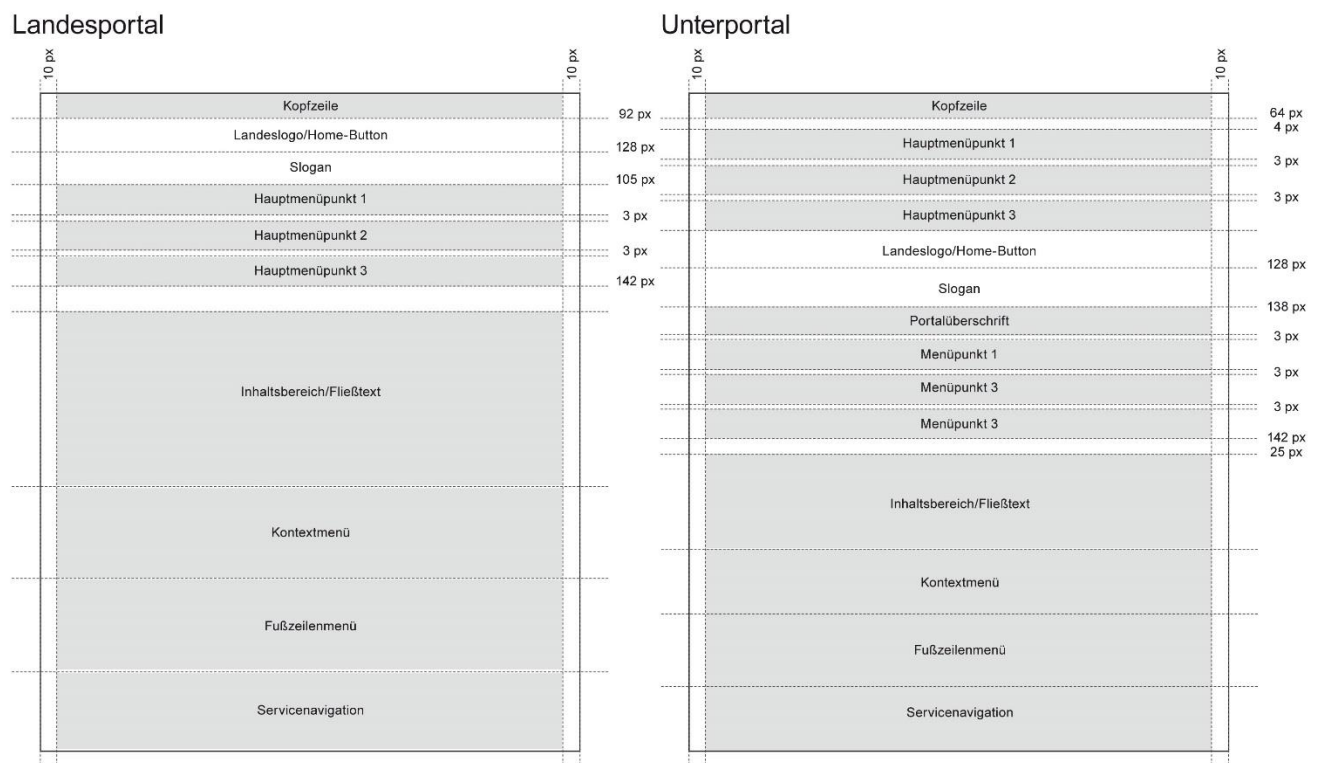 Landesportal
10 px
10 px
Kopfzeile
92 px
Landeslogo/Home-Button
128 px
Slogan
105 px
Hauptmenüpunkt 1
3 px
Hauptmenüpunkt 2
3 px
Hauptmenüpunkt 3
142 px
Inhaltsbereich/Fließtext
Kontextmenü
Fußzeilenmenü
Servicenavigation
Unterportal
10 px
10 px
Kopfzeile
64 px
4 px
Hauptmenüpunkt 1
3 px
Hauptmenüpunkt 2
3 px
Hauptmenüpunkt 3
Landeslogo/Home-Button
128 px
Slogan
138 px
Portalüberschrift
3 px
Menüpunkt 1
3 px
Menüpunkt 3
3 px
Menüpunkt 3
142 px
25 px
Inhaltsbereich/Fließtext
Kontextmenü
Fußzeilenmenü
Servicenavigation